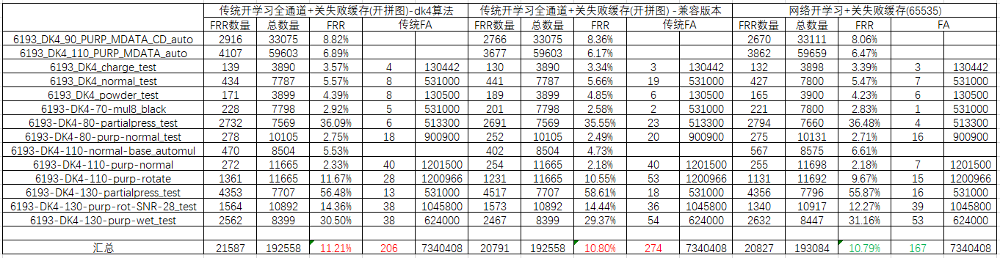 传统开学习全通道+关失败缓存(开拼图)-dk4算法 传统开学习全通道+关失败缓存(开拼图) -兼容版本 网络开学习+关失败缓存(65535)
FRR数量 总数量 FRR 传统FA FRR数量 总数量 FRR 传统FA FRR数量 总数量 FRR FA
6193_DK4_90_PURP_MDATA_CD_auto 2916 33075 8.82% 2766 33075 8.36% 2670 33111 8.06%
6193_DK4_110_PURP_MDATA_auto 4107 59603 6.89% 3677 59603 6.17% 3862 59659 6.47%
6193_DK4_charge_test 139 3890 3.57% 4 130442 130 3890 3.34% 3 130442 132 3898 3.39% 3 130442
6193_DK4_normal_test 434 7787 5.57% 8 531000 441 7787 5.66% 19 531000 427 7800 5.47% 7 531000
6193_DK4_powder_test 171 3899 4.39% 8 130500 189 3899 4.85% 6 130500 165 3900 4.23% 6 130500
6193-DK4-70-mul8_black 228 7798 2.92% 5 531000 201 7798 2.58% 2 531000 221 7800 2.83% 1 531000
6193-DK4-80-partialpress_test 2732 7569 36.09% 6 513300 2691 7569 35.55% 23 513300 2794 7660 36.48% 4 513300
6193-DK4-80-purp-normal_test 278 10105 2.75% 18 900900 252 10105 2.49% 20 900900 275 10131 2.71% 16 900900
6193-DK4-110-normal-base_automul 470 8504 5.53% 402 8504 4.73% 567 8575 6.61%
6193-DK4-110-purp-normal 272 11665 2.33% 40 1201500 254 11665 2.18% 40 1201500 255 11698 2.18% 7 1201500
6193-DK4-110-purp-rotate 1361 11665 11.67% 28 1200966 1231 11665 10.55% 53 1200966 1131 11692 9.67% 15 1200966
6193-DK4-130-partialpress_test 4353 7707 56.48% 13 531000 4517 7707 58.61% 18 531000 4356 7796 55.87% 16 531000
6193-DK4-130-purp-rot-SNR-28_test 1564 10892 14.36% 38 1045800 1573 10892 14.44% 36 1045800 1340 10917 12.27% 39 1045800
6193-DK4-130-purp-wet_test 2562 8399 30.50% 38 624000 2467 8399 29.37% 54 624000 2632 8447 31.16% 53 624000
汇总 21587 192558 11.21% 206 7340408 20791 192558 10.80% 274 7340408 20827 193084 10.79% 167 7340408